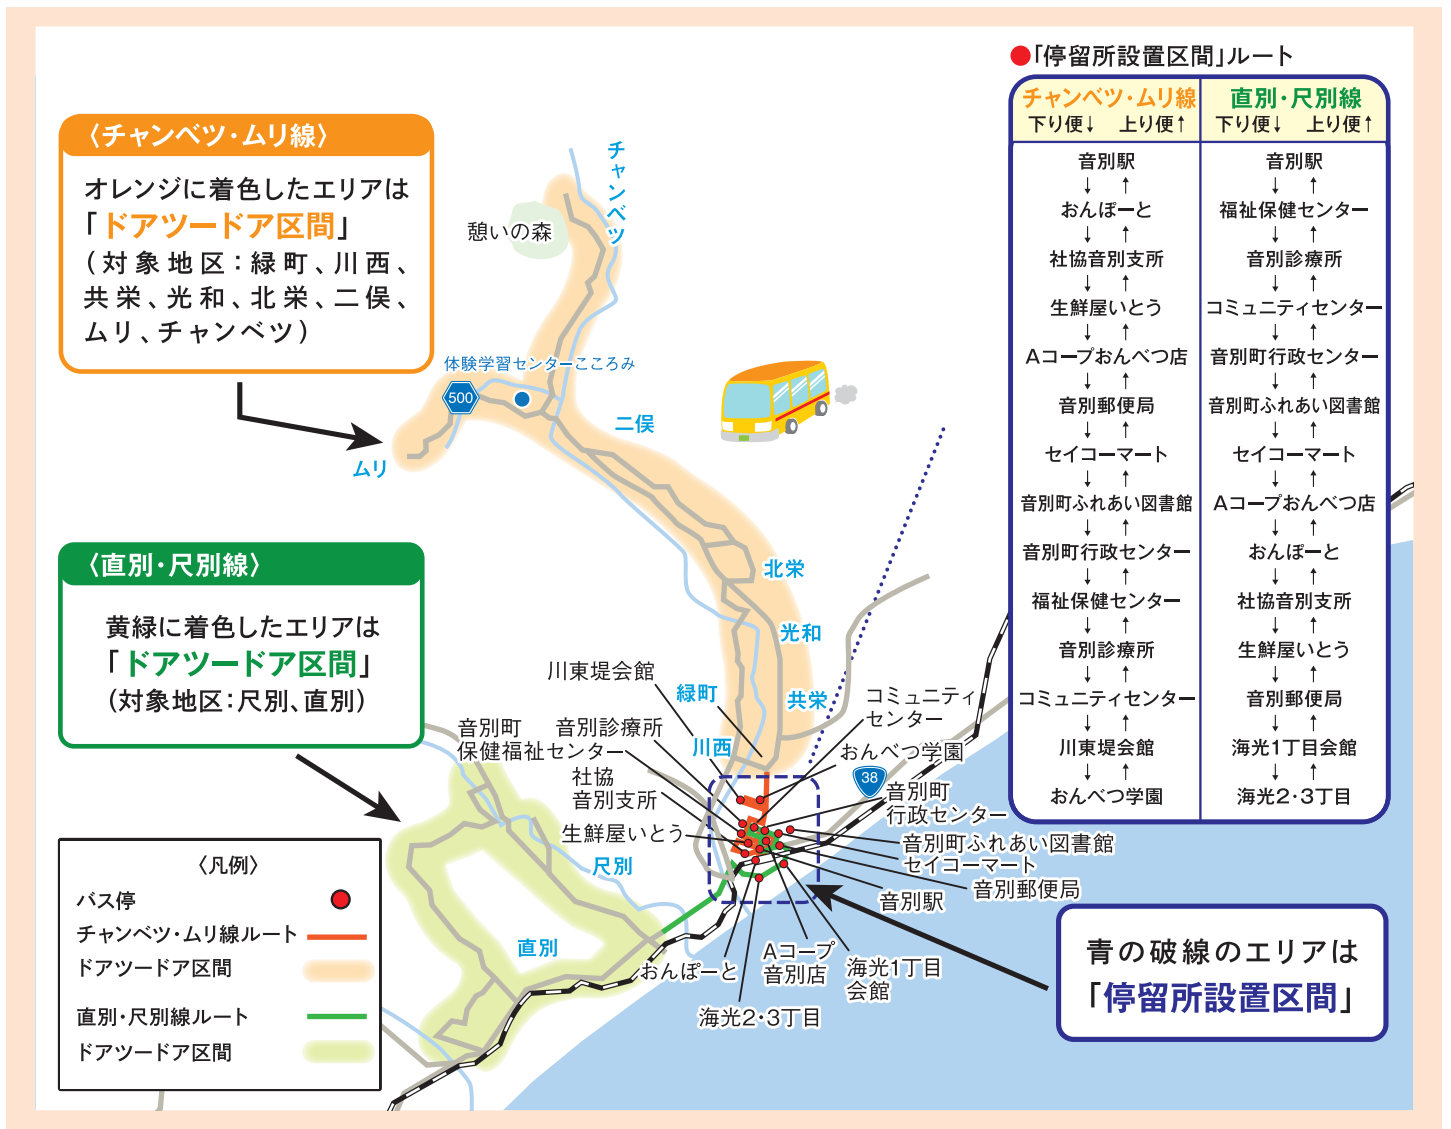 〈チャンベツ・ムリ線〉
オレンジに着色したエリアは
「ドアツードア区間」
(対象地区：緑町、川西、
共栄、光和、北栄、二俣、
ムリ、チャンベツ)
〈直別・尺別線〉
黄緑に着色したエリアは
「ドアツードア区間」
(対象地区：尺別、直別)
〈凡例〉
バス停
チャンベツ・ムリ線ルート
ドアツードア区間
直別・尺別線ルート
ドアツードア区間
チャンベツ
憩いの森
体験学習センターこころみ
500
ムリ
二俣
北栄
光和
共栄
緑町
川西
川東堤会館
音別町
保健福祉センター
音別診療所
社協
音別支所
生鮮屋いとう
尺別
直別
コミュニティ
センター
おんべつ学園
38
音別町
行政センター
音別町ふれあい図書館
セイコーマート
音別郵便局
音別駅
おんぽーと
Aコープ
音別店
海光1丁目
会館
海光2・3丁目
青の破線のエリアは
「停留所設置区間」
●「停留所設置区間」ルート
チャンベツ・ムリ線
下り便↓ 上り便↑
音別駅
↓ ↑
おんぽーと
↓ ↑
社協音別支所
↓ ↑
生鮮屋いとう
↓ ↑
Aコープおんべつ店
↓ ↑
音別郵便局
↓ ↑
セイコーマート
↓ ↑
音別町ふれあい図書館
↓ ↑
音別町行政センター
↓ ↑
福祉保健センター
↓ ↑
音別診療所
↓ ↑
コミュニティセンター
↓ ↑
川東堤会館
↓ ↑
おんべつ学園
直別・尺別線
下り便↓ 上り便↑
音別駅
↓ ↑
福祉保健センター
↓ ↑
音別診療所
↓ ↑
コミュニティセンター
↓ ↑
音別町行政センター
↓ ↑
音別町ふれあい図書館
↓ ↑
セイコーマート
↓ ↑
Aコープおんべつ店
↓ ↑
おんぽーと
↓ ↑
社協音別支所
↓ ↑
生鮮屋いとう
↓ ↑
音別郵便局
↓ ↑
海光1丁目会館
↓ ↑
海光2・3丁目